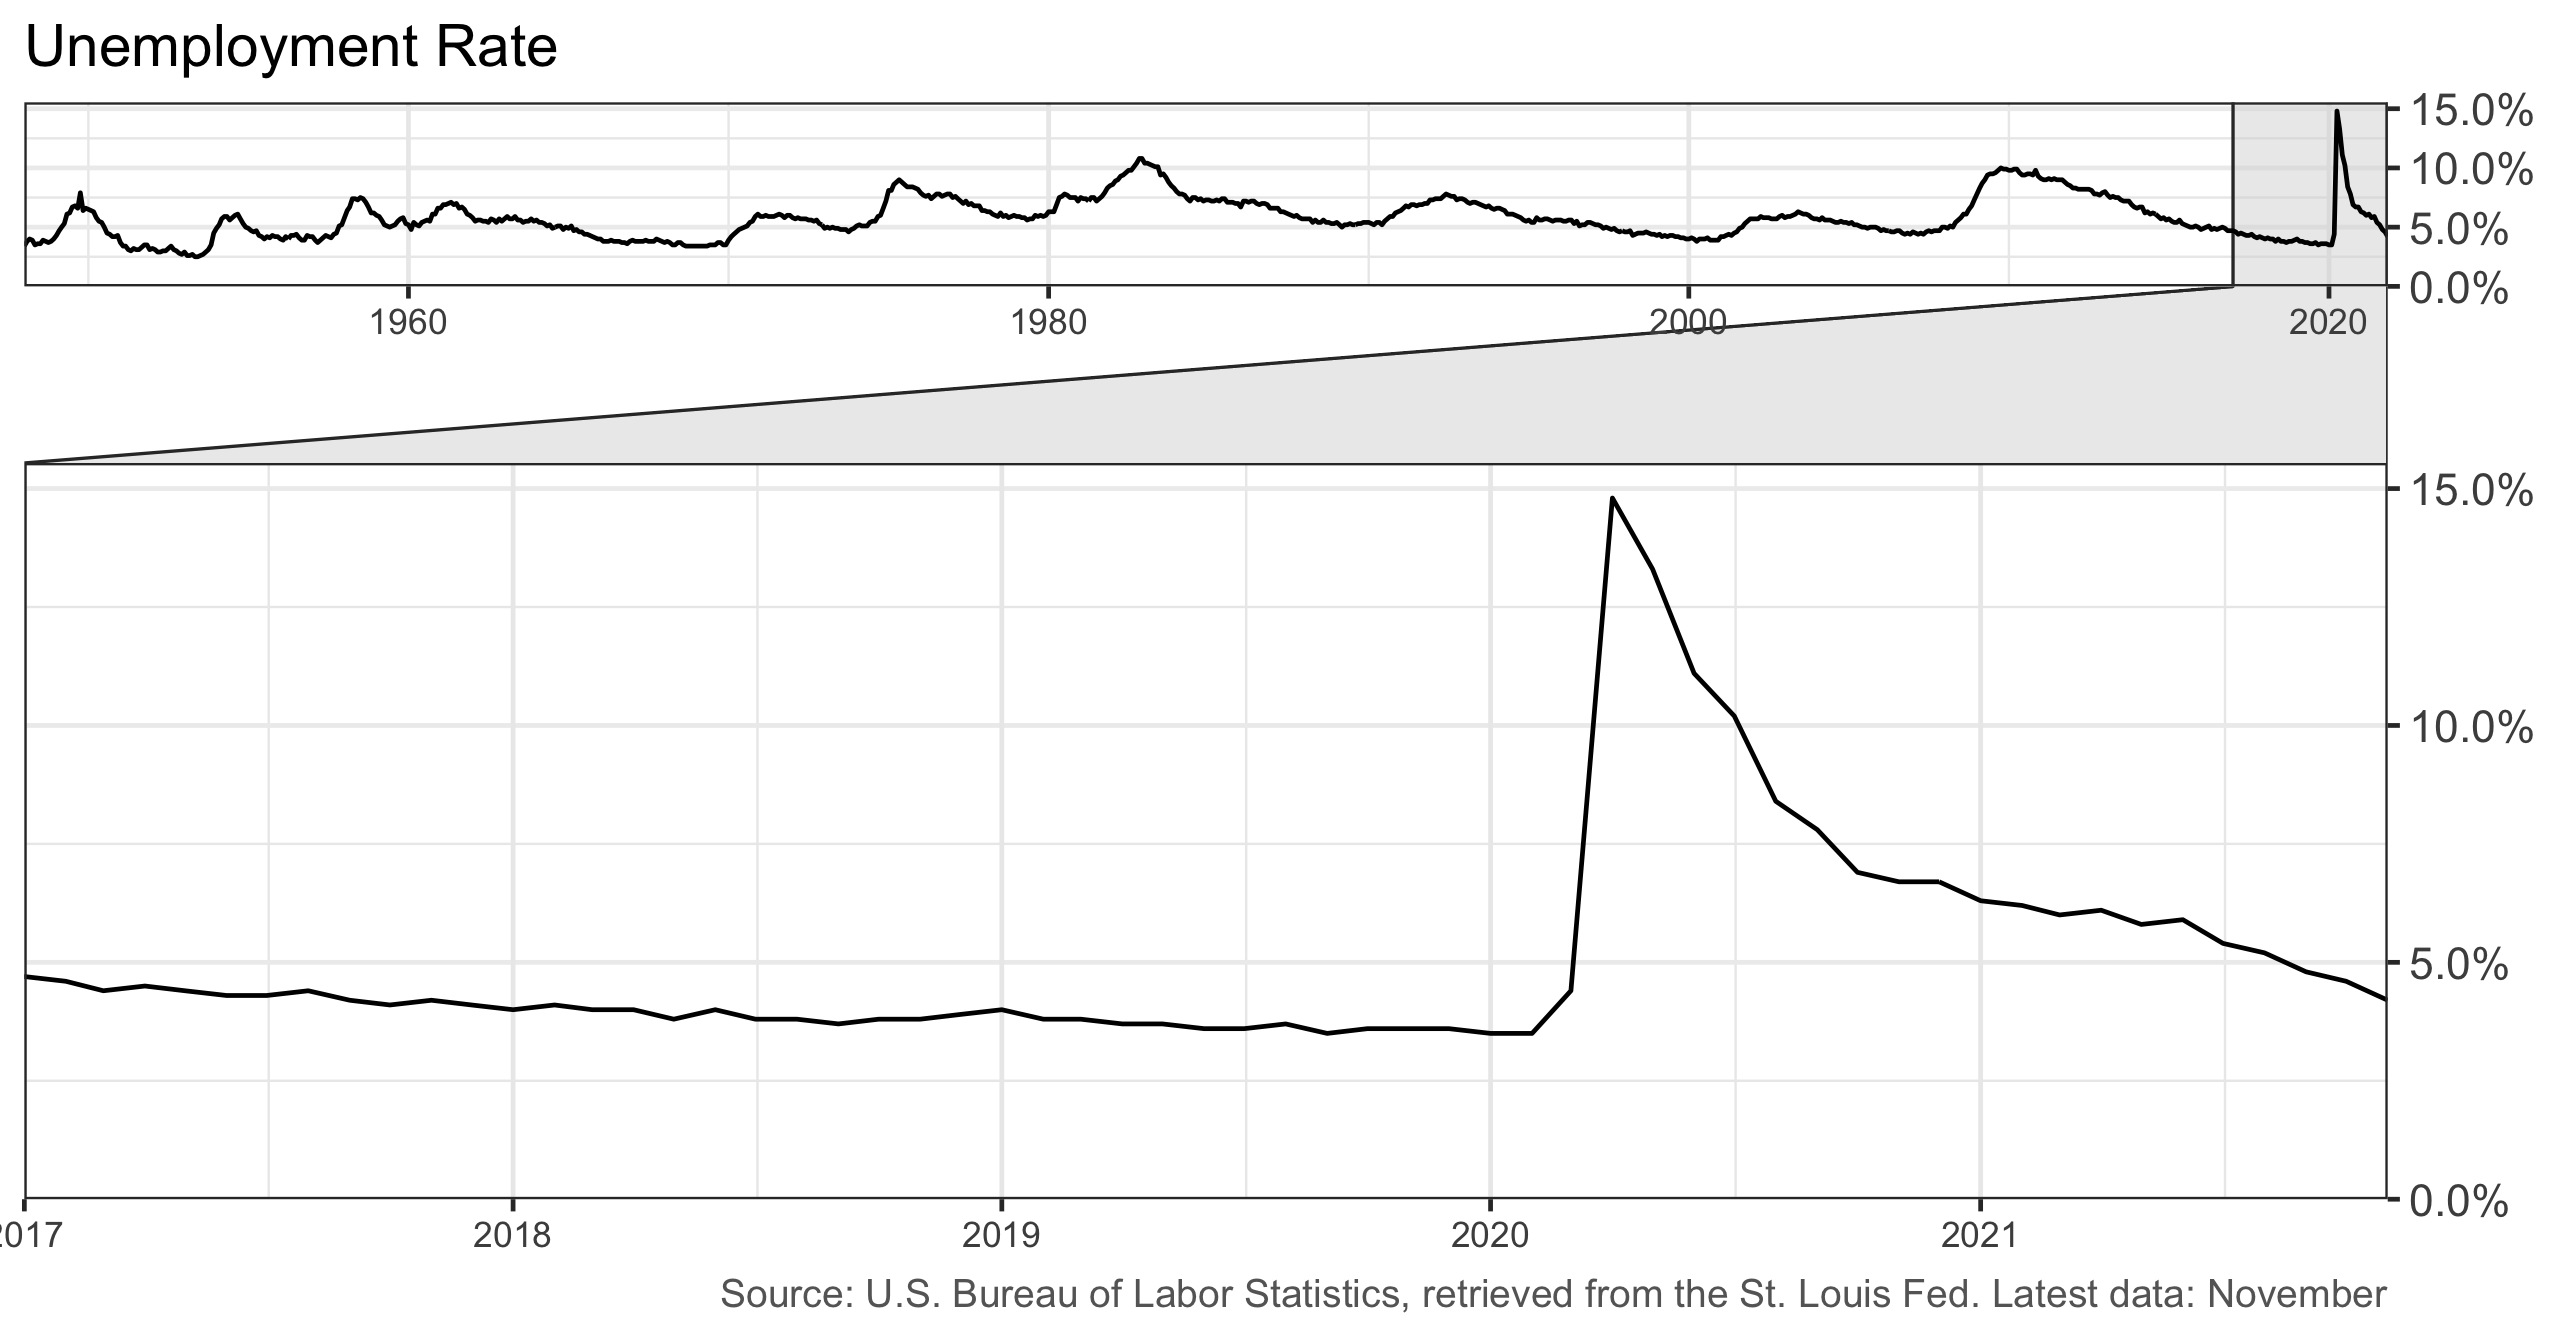 Unemployment Rate
15.0%
10.0%
5.0%
0.0%
1960 1980 2000 2020
15.0%
10.0%
5.0%
0.0%
2017 2018 2019 2020 2021
Source: U.S. Bureau of Labor Statistics, retrieved from the St. Louis Fed. Latest data: November